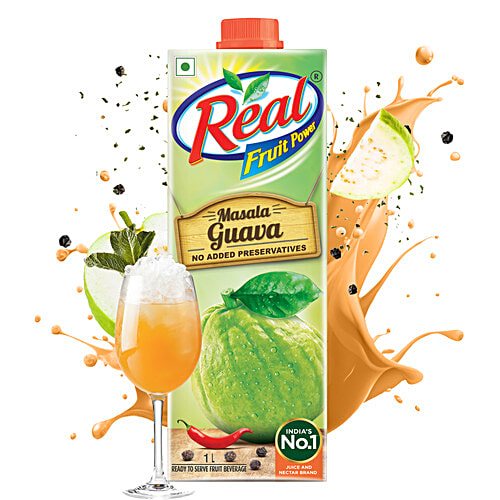 Real®
Fruit Power
Masala
Guava
NO ADDED PRESERVATIVES
INDIA'S
No.1
JUICE AND
NECTAR BRAND
1L
READY TO SERVE FRUIT BEVERAGE